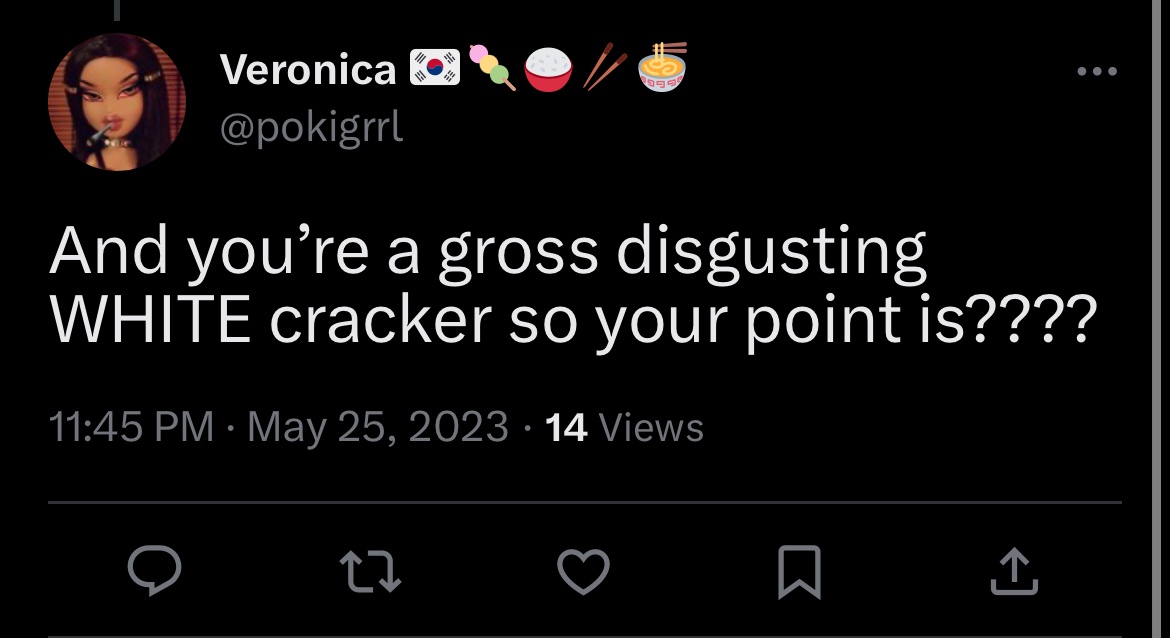 Veronica 🇰🇷🍡🍚🥢🍜
@pokigrrl
And you’re a gross disgusting
WHITE cracker so your point is????
11:45 PM · May 25, 2023 · 14 Views